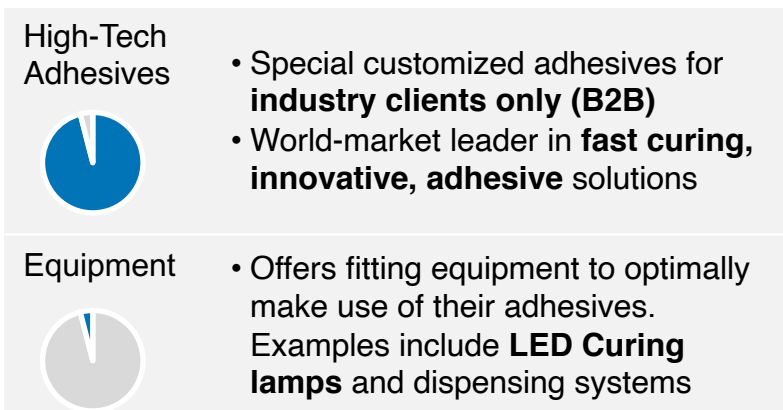 High-Tech
Adhesives
• Special customized adhesives for
industry clients only (B2B)
• World-market leader in fast curing,
innovative, adhesive solutions
Equipment
• Offers fitting equipment to optimally
make use of their adhesives.
Examples include LED Curing
lamps and dispensing systems